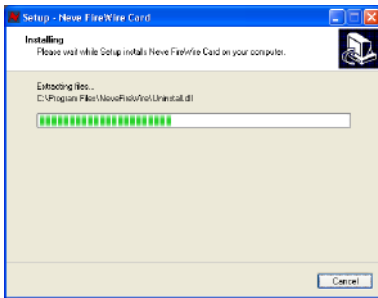 Setup - Neve FireWire Card
Installing
Please wait while Setup installs Neve FireWire Card on your computer.
Extracting files...
C:\Program Files\NeveFireWire\Uninstal.dll
Cancel